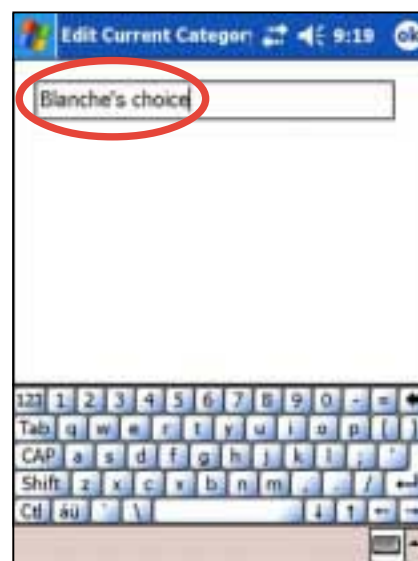 Edit Current Categor 9:19 ok
Blanche's choice
123 1 2 3 4 5 6 7 8 9 0 - =
Tab q w e r t y u i o p [ ]
CAP a s d f g h j k l ; '
Shift z x c v b n m , . /
Ctl áü ` \